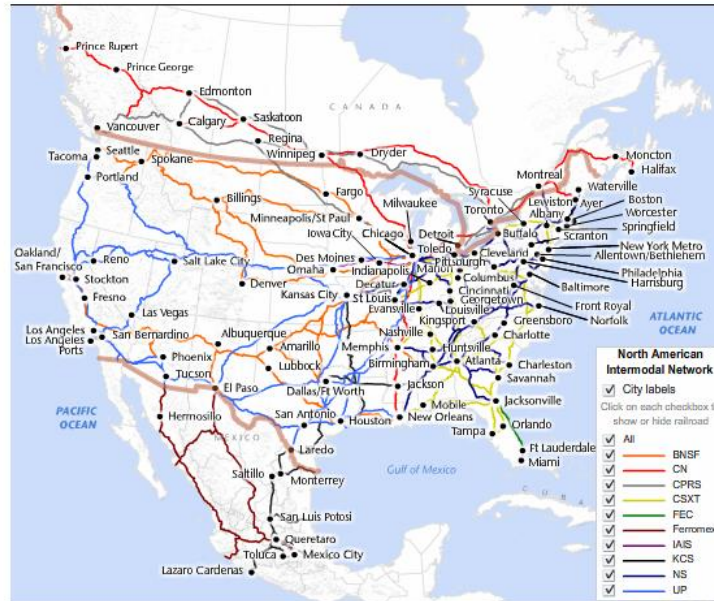 Prince Rupert
Prince George
Edmonton
CANADA
Saskatoon
Calgary
Vancouver
Regina
Seattle
Winnipeg
Dryder
Tacoma
Spokane
Montreal
Moncton
Halifax
Portland
Syracuse
Waterville
Milwaukee
Toronto
Lewiston
Ayer
Billings
Fargo
Albany
Boston
Minneapolis/St Paul
Detroit
Buffalo
Worcester
Iowa City
Chicago
Toledo
Scranton
Springfield
Oakland/
San Francisco
Reno
Salt Lake City
Des Moines
Indianapolis
Pittsburgh
Cleveland
New York Metro
Omaha
Marion
Allentown/Bethlehem
Stockton
Denver
Decatur
Columbus
Philadelphia
Kansas City
St Louis
Cincinnati
Harrisburg
Fresno
Evansville
Georgetown
Baltimore
Las Vegas
Louisville
Front Royal
Kingsport
Greensboro
Norfolk
ATLANTIC
OCEAN
Los Angeles
Los Angeles
Ports
San Bernardino
Albuquerque
Amarillo
Nashville
Charlotte
Memphis
Huntsville
Phoenix
Lubbock
Birmingham
Atlanta
Tucson
Charleston
El Paso
Dallas/Ft Worth
Jackson
Savannah
PACIFIC
OCEAN
Hermosillo
San Antonio
Mobile
Jacksonville
MEXICO
Houston
New Orleans
Orlando
Tampa
Laredo
Ft Lauderdale
Miami
Saltillo
Monterrey
Gulf of Mexico
San Luis Potosi
CUBA
Queretaro
Toluca
Mexico City
Lazaro Cardenas
North American
Intermodal Network
City labels
Click on each checkbox t
show or hide railroad
All
BNSF
CN
CPRS
CSXT
FEC
Ferromex
IAIS
KCS
NS
UP